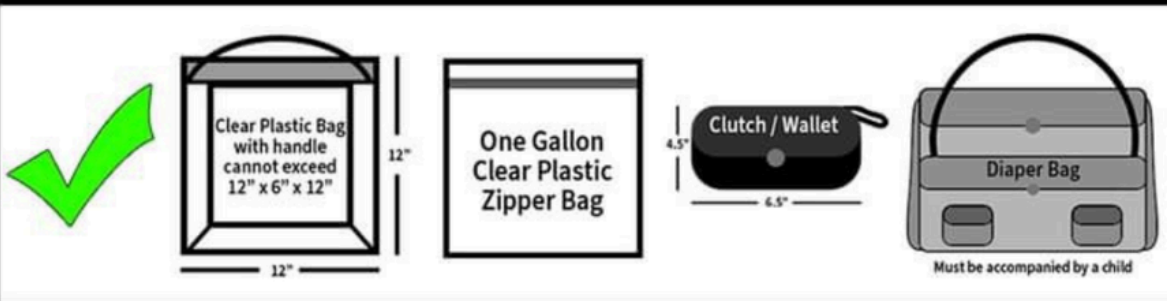 Clear Plastic Bag
with handle
cannot exceed
12” x 6” x 12”
12”
12”
One Gallon
Clear Plastic
Zipper Bag
Clutch / Wallet
4.5”
6.5”
Diaper Bag
Must be accompanied by a child